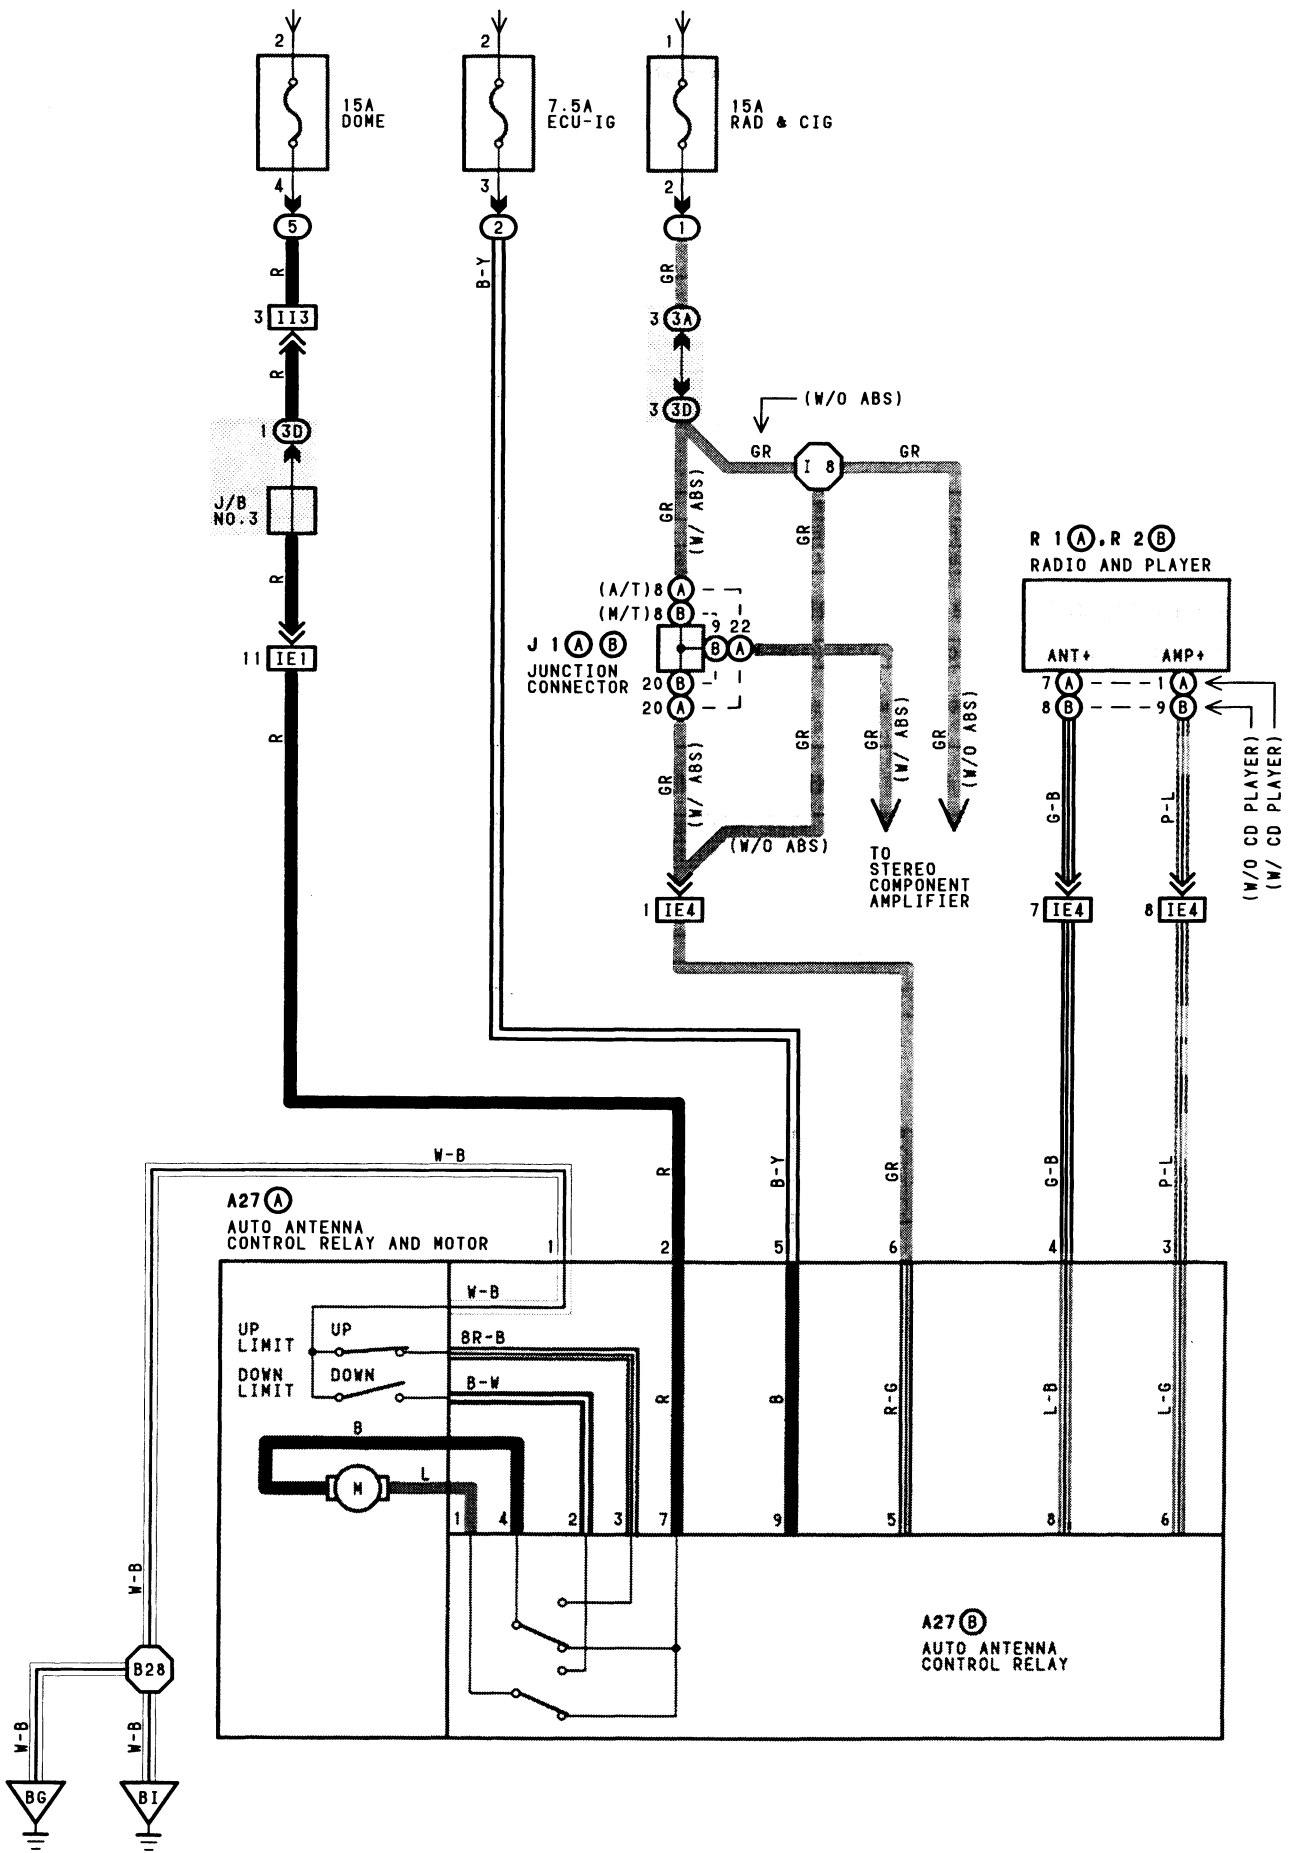 2 2 1
15A
DOME
7.5A
ECU-IG
15A
RAD & CIG
4 3 2
5 2 1
R B-Y GR
3 II3
3 3A
R
(W/O ABS)
3 3D
1 3D
GR I 8 GR
J/B
NO.3
GR (W/ ABS) GR
R 1 A, R 2 B
RADIO AND PLAYER
R
(A/T) 8 A
(M/T) 8 B
9 22
J 1 A B
B A
JUNCTION
CONNECTOR
11 IE1
20 B
20 A
ANT+ AMP+
7 A 1 A
8 B 9 B
R
GR (W/ ABS)
GR
GR (W/ ABS)
GR (W/O ABS)
G-B
P-L
(W/O CD PLAYER)
(W/ CD PLAYER)
(W/O ABS)
TO
STEREO
COMPONENT
AMPLIFIER
1 IE4
7 IE4
8 IE4
W-B
R B-Y GR G-B P-L
A27 A
AUTO ANTENNA
CONTROL RELAY AND MOTOR
1 2 5 6 4 3
W-B
UP
LIMIT
UP
BR-B
DOWN
LIMIT
DOWN
B-W
R B R-G L-B L-G
B
M L
1 4 2 3 7 9 5 8 6
W-B
A27 B
AUTO ANTENNA
CONTROL RELAY
B28
W-B W-B
BG BI